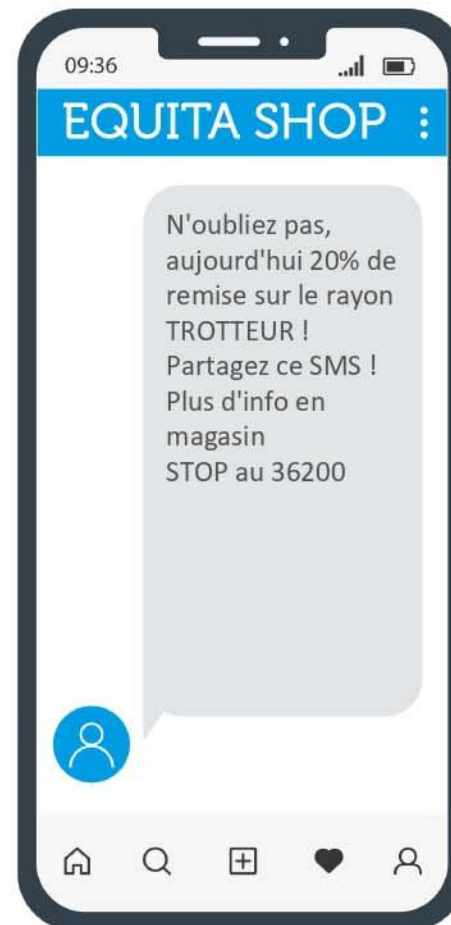 09:36
EQUITA SHOP
N'oubliez pas,
aujourd'hui 20% de
remise sur le rayon
TROTTEUR !
Partagez ce SMS !
Plus d'info en
magasin
STOP au 36200